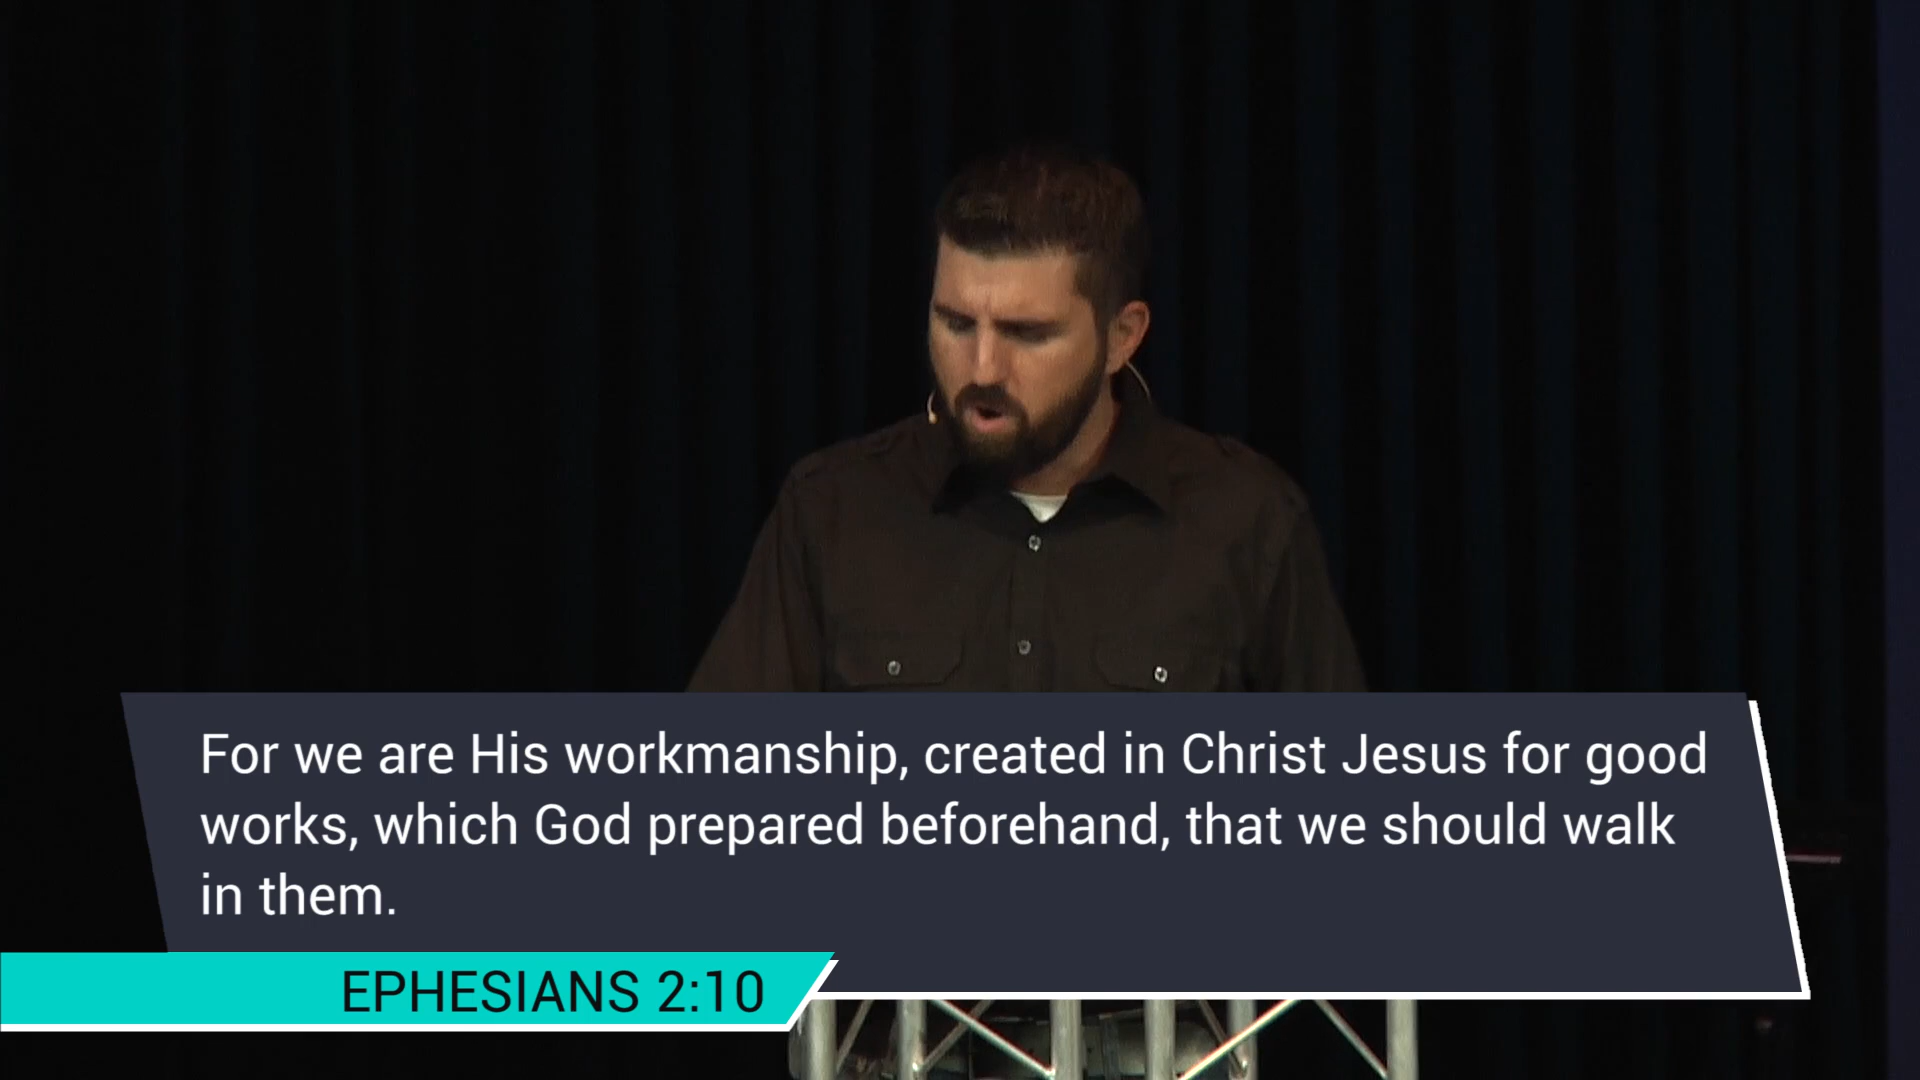 For we are His workmanship, created in Christ Jesus for good
works, which God prepared beforehand, that we should walk
in them.
EPHESIANS 2:10